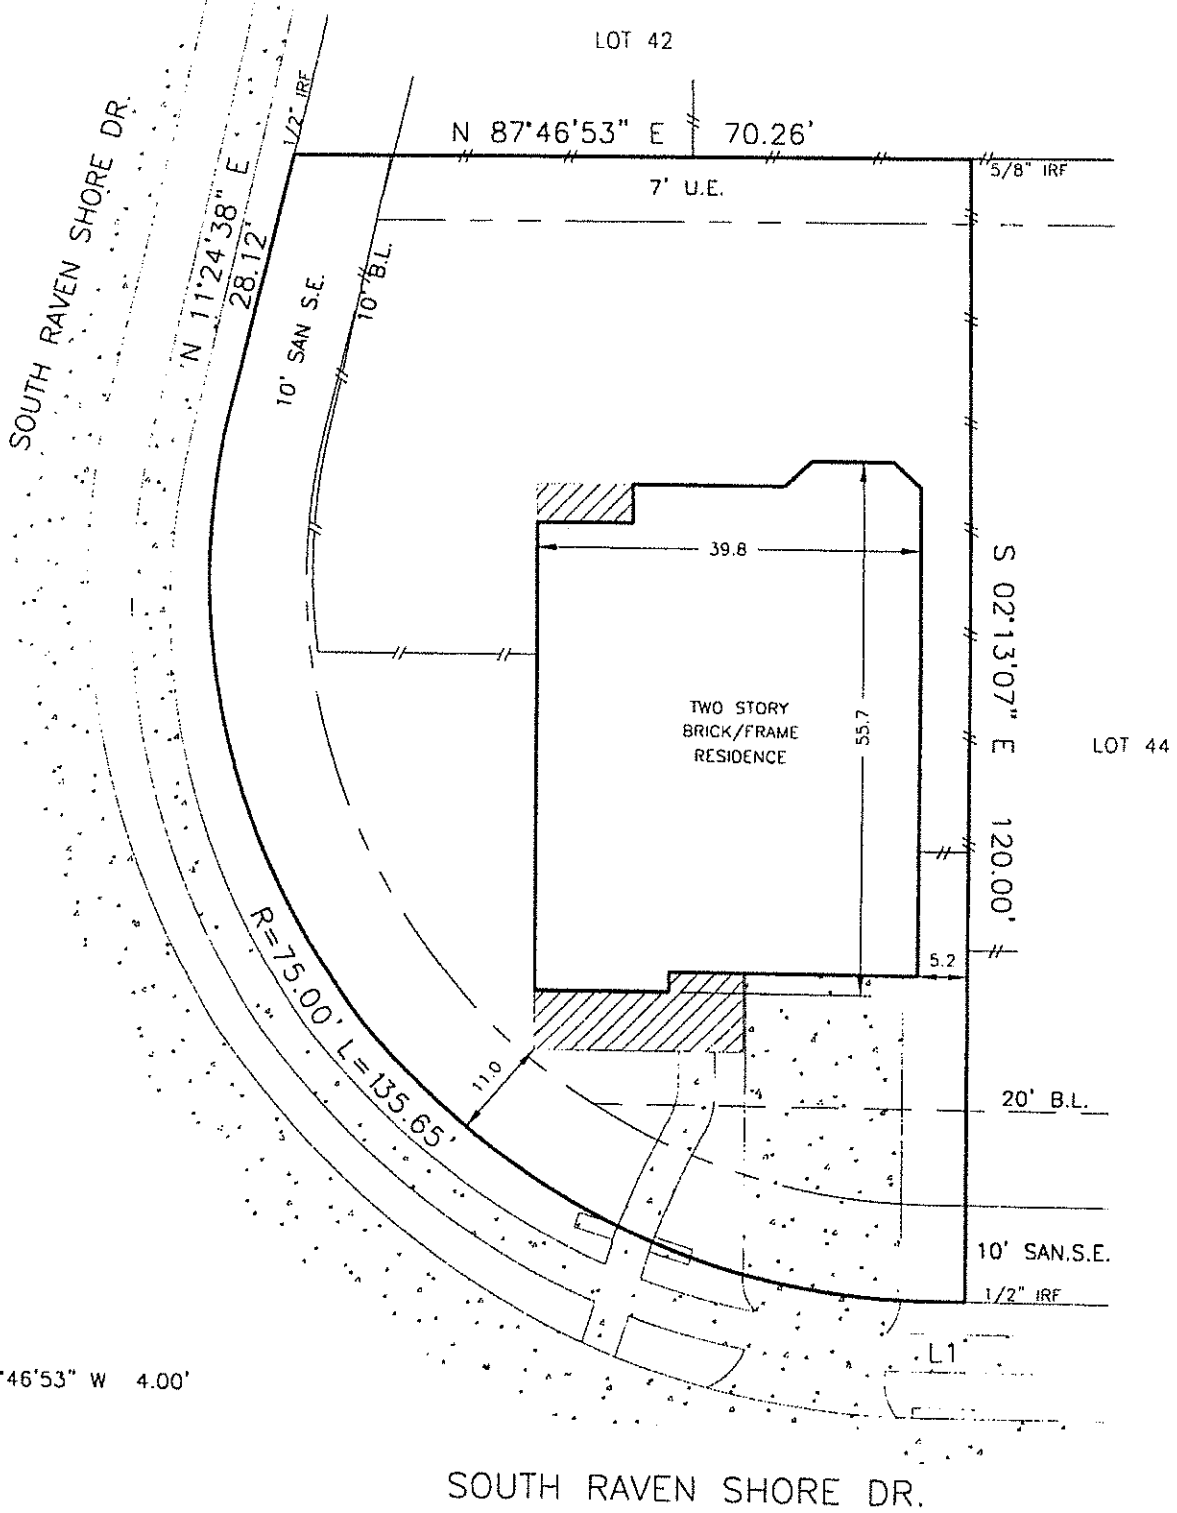 LOT 42
1/2" IRF
N 87°46'53" E 70.26'
5/8" IRF
7' U.E.
SOUTH RAVEN SHORE DR.
N 11°24'38" E
28.12'
10' SAN S.E.
10' B.L.
39.8
S 02°13'07" E 120.00'
TWO STORY
BRICK/FRAME
RESIDENCE
55.7
LOT 44
R=75.00' L=135.65'
5.2
11.0
20' B.L.
10' SAN.S.E.
1/2" IRF
L1
°46'53" W 4.00'
SOUTH RAVEN SHORE DR.